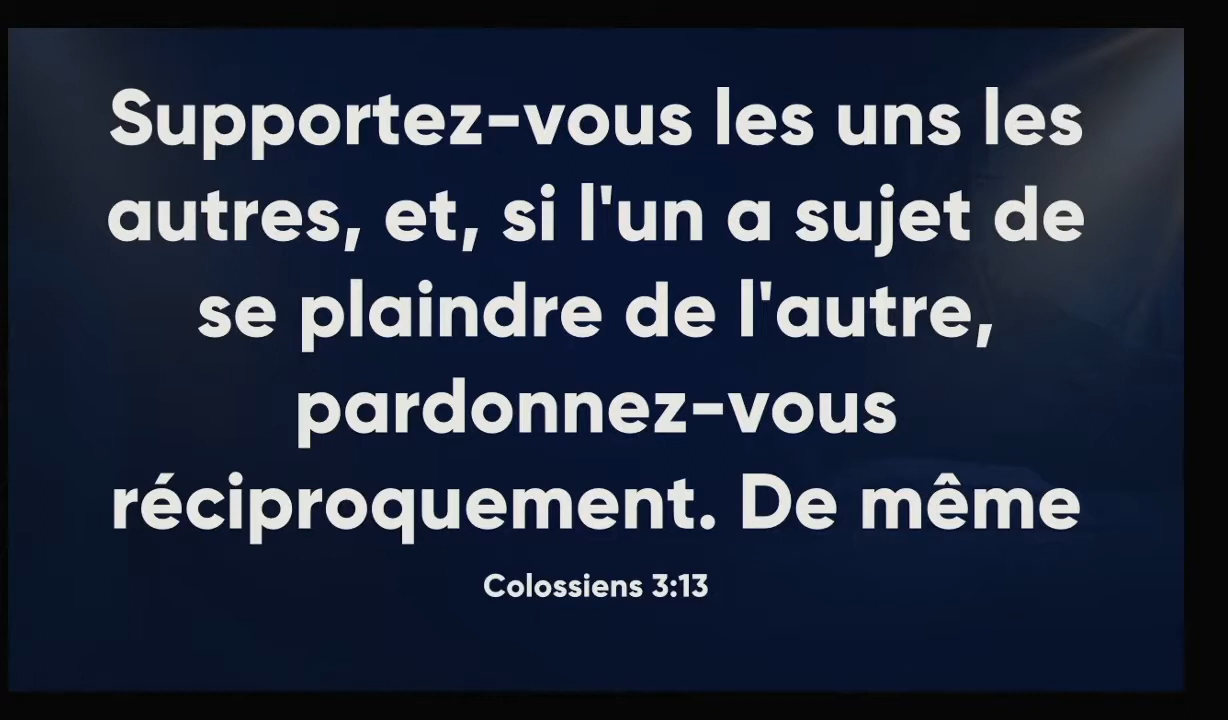 Supportez-vous les uns les
autres, et, si l'un a sujet de
se plaindre de l'autre,
pardonnez-vous
réciproquement. De même
Colossiens 3:13